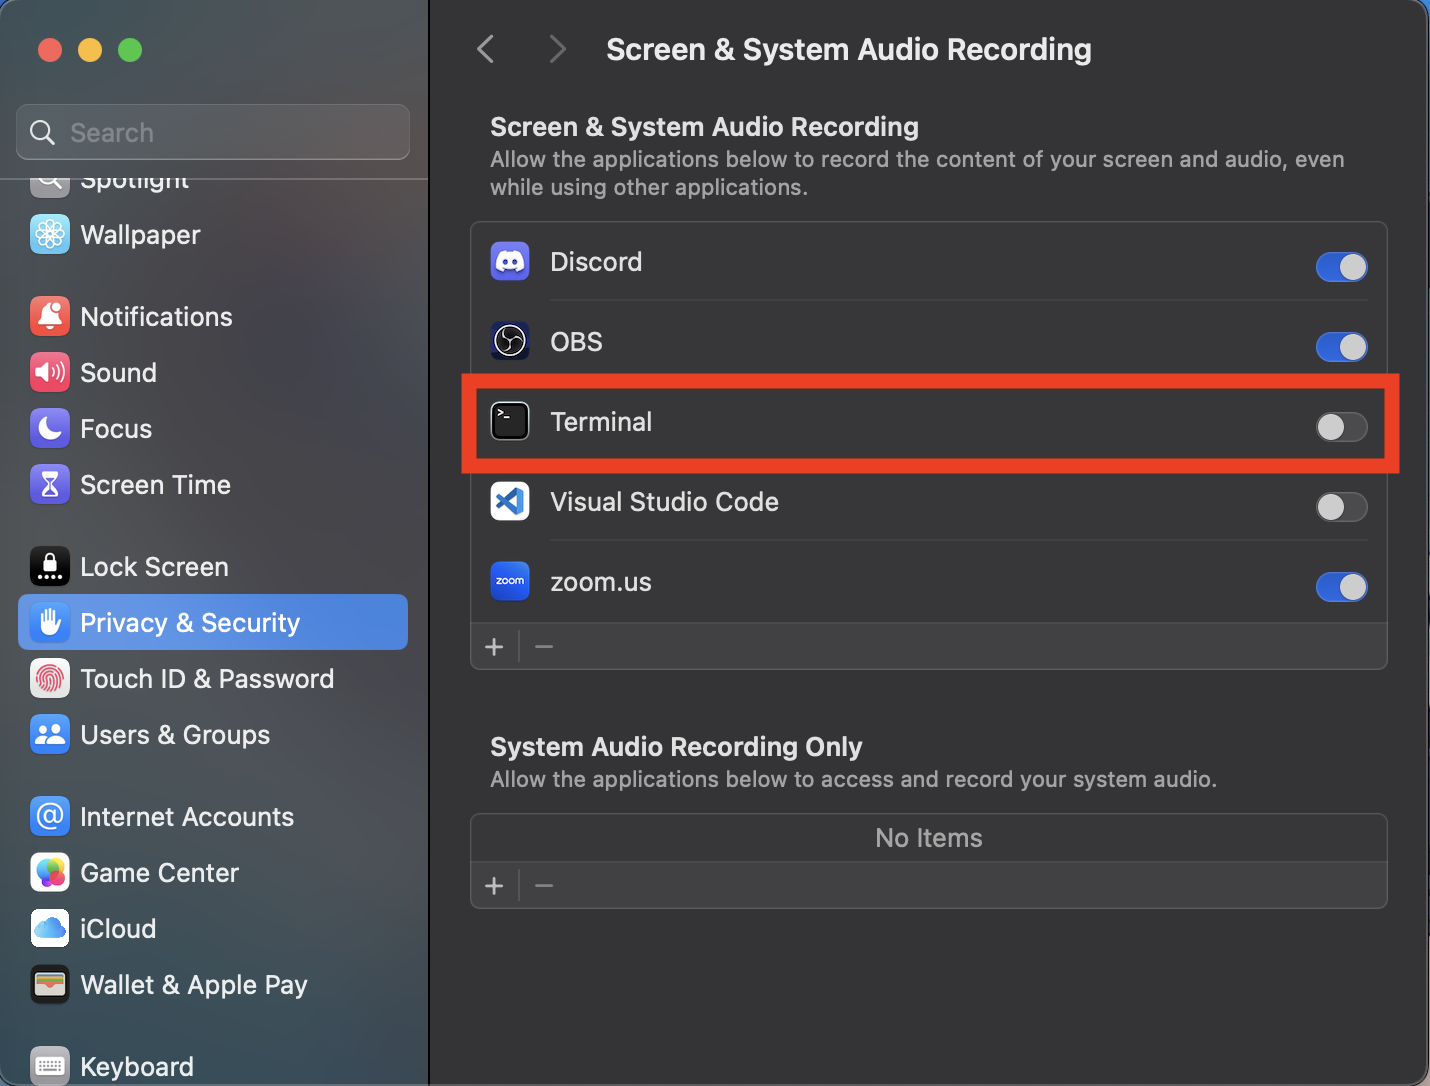 Screen & System Audio Recording
Search
Spotlight
Wallpaper
Notifications
Sound
Focus
Screen Time
Lock Screen
Privacy & Security
Touch ID & Password
Users & Groups
Internet Accounts
Game Center
iCloud
Wallet & Apple Pay
Keyboard
Screen & System Audio Recording
Allow the applications below to record the content of your screen and audio, even
while using other applications.
Discord
OBS
Terminal
Visual Studio Code
zoom
zoom.us
System Audio Recording Only
Allow the applications below to access and record your system audio.
No Items